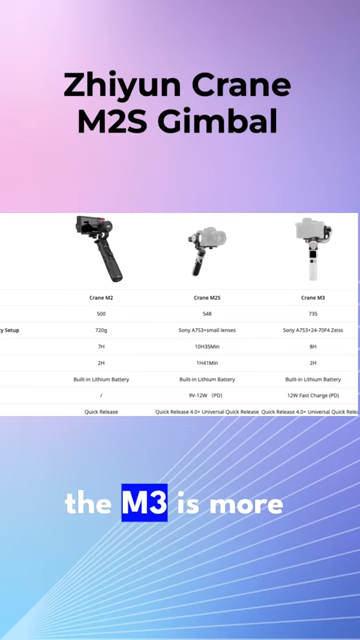 Zhiyun Crane
M2S Gimbal
Crane M2 Crane M2S Crane M3
500 548 735
ty Setup 720g Sony A7S3+small lenses Sony A7S3+24-70F4 Zeiss
7H 10H35Min 8H
2H 1H41Min 2H
Built-in Lithium Battery Built-in Lithium Battery Built-in Lithium Battery
/ 9V-12W (PD) 12W Fast Charge (PD)
Quick Release Quick Release 4.0+ Universal Quick Release Quick Release 4.0+ Universal Quick Relea
the M3 is more